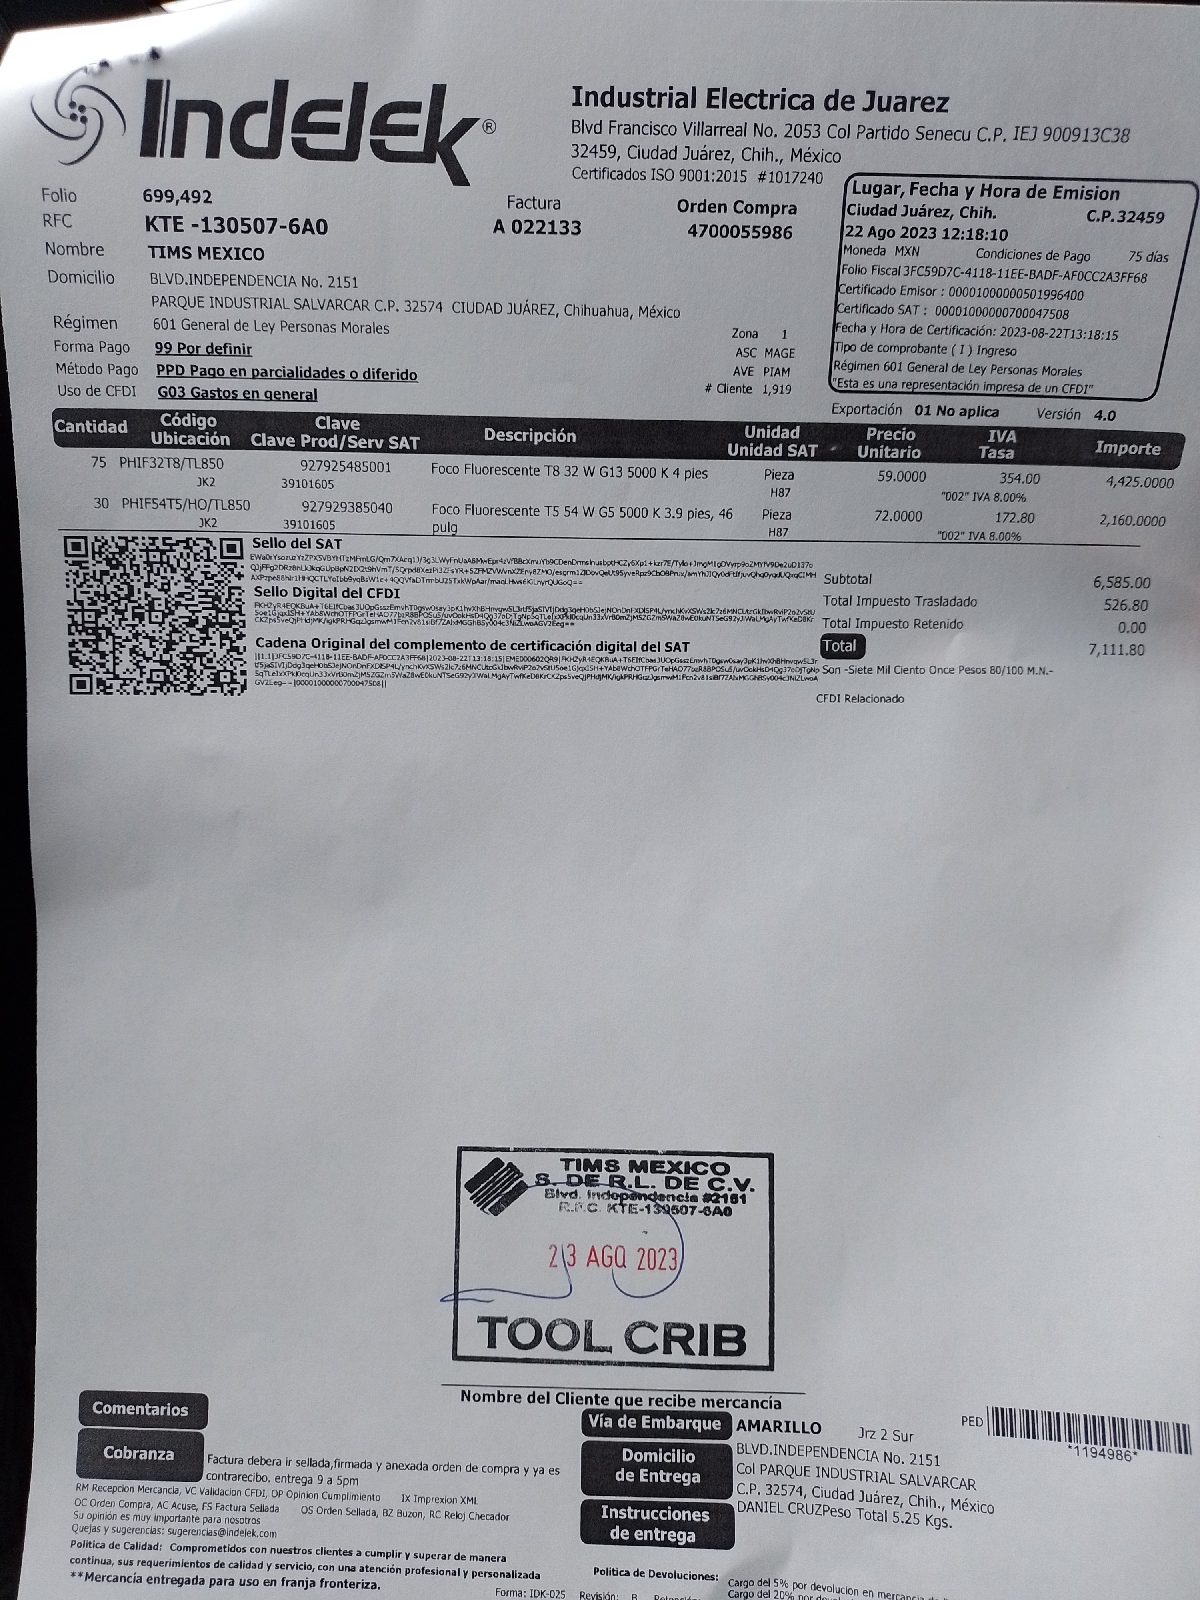 Indelek®
Industrial Electrica de Juarez
Blvd Francisco Villarreal No. 2053 Col Partido Senecu C.P. IEJ 900913C38
32459, Ciudad Juárez, Chih., México
Certificados ISO 9001:2015 #1017240
Folio 699,492
RFC KTE -130507-6A0
Nombre TIMS MEXICO
Domicilio BLVD.INDEPENDENCIA No. 2151
PARQUE INDUSTRIAL SALVARCAR C.P. 32574 CIUDAD JUÁREZ, Chihuahua, México
Régimen 601 General de Ley Personas Morales
Forma Pago 99 Por definir
Método Pago PPD Pago en parcialidades o diferido
Uso de CFDI G03 Gastos en general
Factura
A 022133
Orden Compra
4700055986
Zona 1
ASC MAGE
AVE PIAM
# Cliente 1,919
Lugar, Fecha y Hora de Emision
Ciudad Juárez, Chih. C.P. 32459
22 Ago 2023 12:18:10
Moneda MXN Condiciones de Pago 75 días
Folio Fiscal 3FC59D7C-4118-11EE-BADF-AF0CC2A3FF68
Certificado Emisor : 00001000000501996400
Certificado SAT : 00001000000700047508
Fecha y Hora de Certificación: 2023-08-22T13:18:15
Tipo de comprobante ( I ) Ingreso
Régimen 601 General de Ley Personas Morales
"Esta es una representación impresa de un CFDI"
Exportación 01 No aplica Versión 4.0
Cantidad Código Ubicación Clave Clave Prod/Serv SAT Descripción Unidad Unidad SAT Precio Unitario IVA Tasa Importe
75 PHIF32T8/TL850 927925485001 Foco Fluorescente T8 32 W G13 5000 K 4 pies Pieza 59.0000 354.00 4,425.0000
JK2 39101605 H87 "002" IVA 8.00%
30 PHIF54T5/HO/TL850 927929385040 Foco Fluorescente T5 54 W G5 5000 K 3.9 pies, 46 Pieza 72.0000 172.80 2,160.0000
JK2 39101605 pulg H87 "002" IVA 8.00%
Sello del SAT
Sello Digital del CFDI
Cadena Original del complemento de certificación digital del SAT
Subtotal 6,585.00
Total Impuesto Trasladado 526.80
Total Impuesto Retenido 0.00
Total 7,111.80
Son -Siete Mil Ciento Once Pesos 80/100 M.N.-
CFDI Relacionado
TIMS MEXICO
S. DE R.L. DE C.V.
Blvd. Independencia #2151
R.F.C. KTE-130507-6A0
23 AGO 2023
TOOL CRIB
Nombre del Cliente que recibe mercancía
Comentarios
Cobranza
Factura debera ir sellada,firmada y anexada orden de compra y ya es
contrarecibo, entrega 9 a 5pm
RM Recepcion Mercancia, VC Validacion CFDI, OP Opinion Cumplimiento IX Imprexion XML
OC Orden Compra, AC Acuse, FS Factura Sellada OS Orden Sellada, BZ Buzon, RC Reloj Checador
Su opinión es muy importante para nosotros
Quejas y sugerencias: sugerencias@indelek.com
Politica de Calidad: Comprometidos con nuestros clientes a cumplir y superar de manera
continua, sus requerimientos de calidad y servicio, con una atención profesional y personalizada
**Mercancía entregada para uso en franja fronteriza.
Vía de Embarque AMARILLO Jrz 2 Sur
PED *1194986*
Domicilio de Entrega
BLVD.INDEPENDENCIA No. 2151
Col PARQUE INDUSTRIAL SALVARCAR
C.P. 32574, Ciudad Juárez, Chih., México
Instrucciones de entrega
DANIEL CRUZPeso Total 5.25 Kgs.
Politica de Devoluciones: Cargo del 5% por devolucion en mercancia
Cargo del 20% por
Forma: IDK-025 Revisión: B